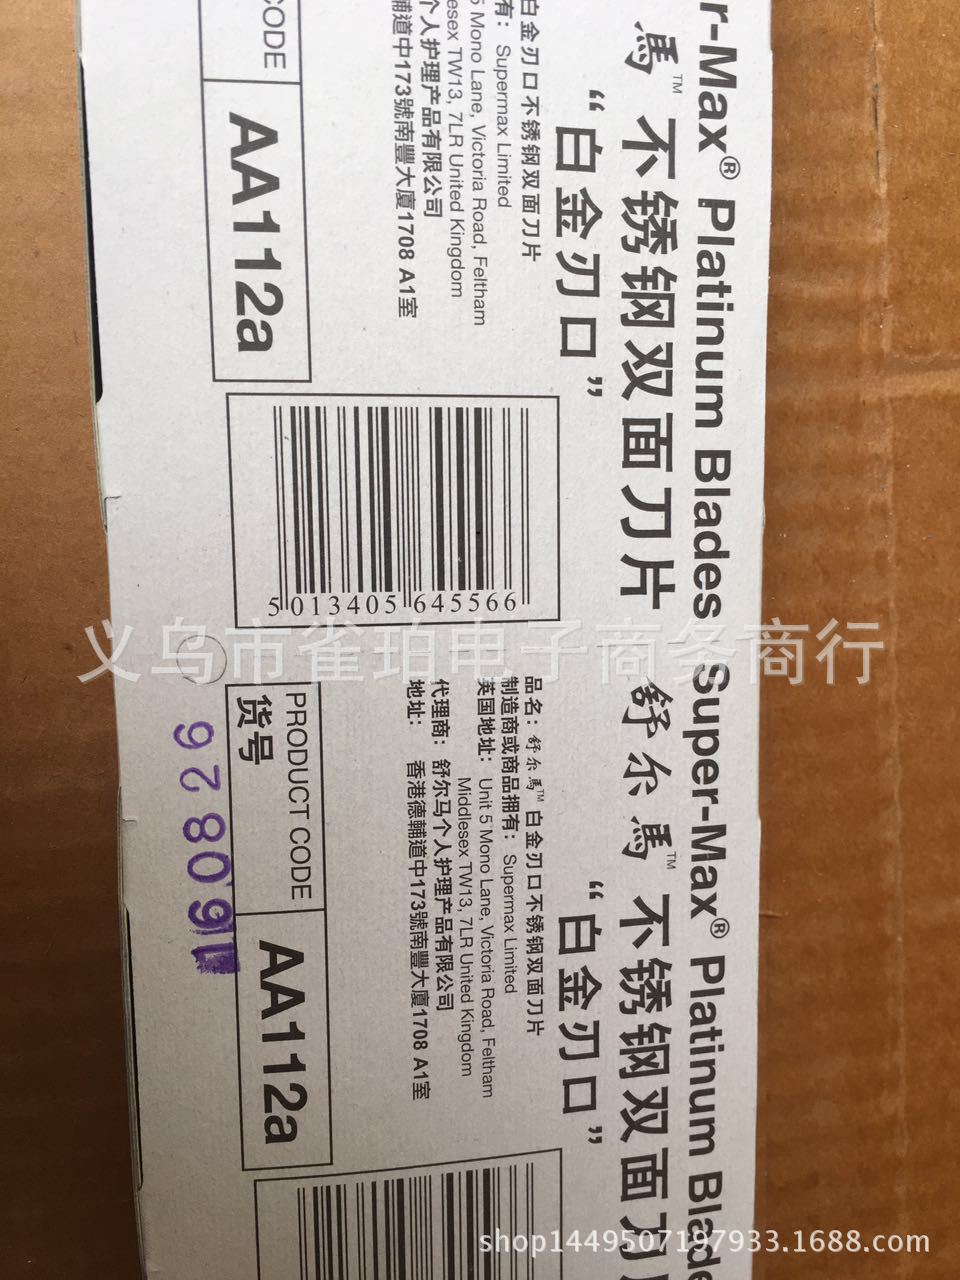 r-Max® Platinum Blades
馬™ 不锈钢双面刀片
“白金刃口”
白金刃口不锈钢双面刀片
有：Supermax Limited
5 Mono Lane, Victoria Road, Feltham
esex TW13, 7LR United Kingdom
个人护理产品有限公司
輔道中173號南豐大廈1708 A1室
CODE
AA112a
5 013405 645566
Super-Max® Platinum Blade
舒尔馬™ 不锈钢双面刀片
“白金刃口”
品名：舒尔馬™ 白金刃口不锈钢双面刀片
制造商或商品拥有：Supermax Limited
英国地址：Unit 5 Mono Lane, Victoria Road, Feltham
Middlesex TW13, 7LR United Kingdom
代理商：舒尔马个人护理产品有限公司
地址：香港德輔道中173號南豐大廈1708 A1室
PRODUCT CODE
货号
AA112a
义乌市雀珀电子商务商行
shop1449507197933.1688.com